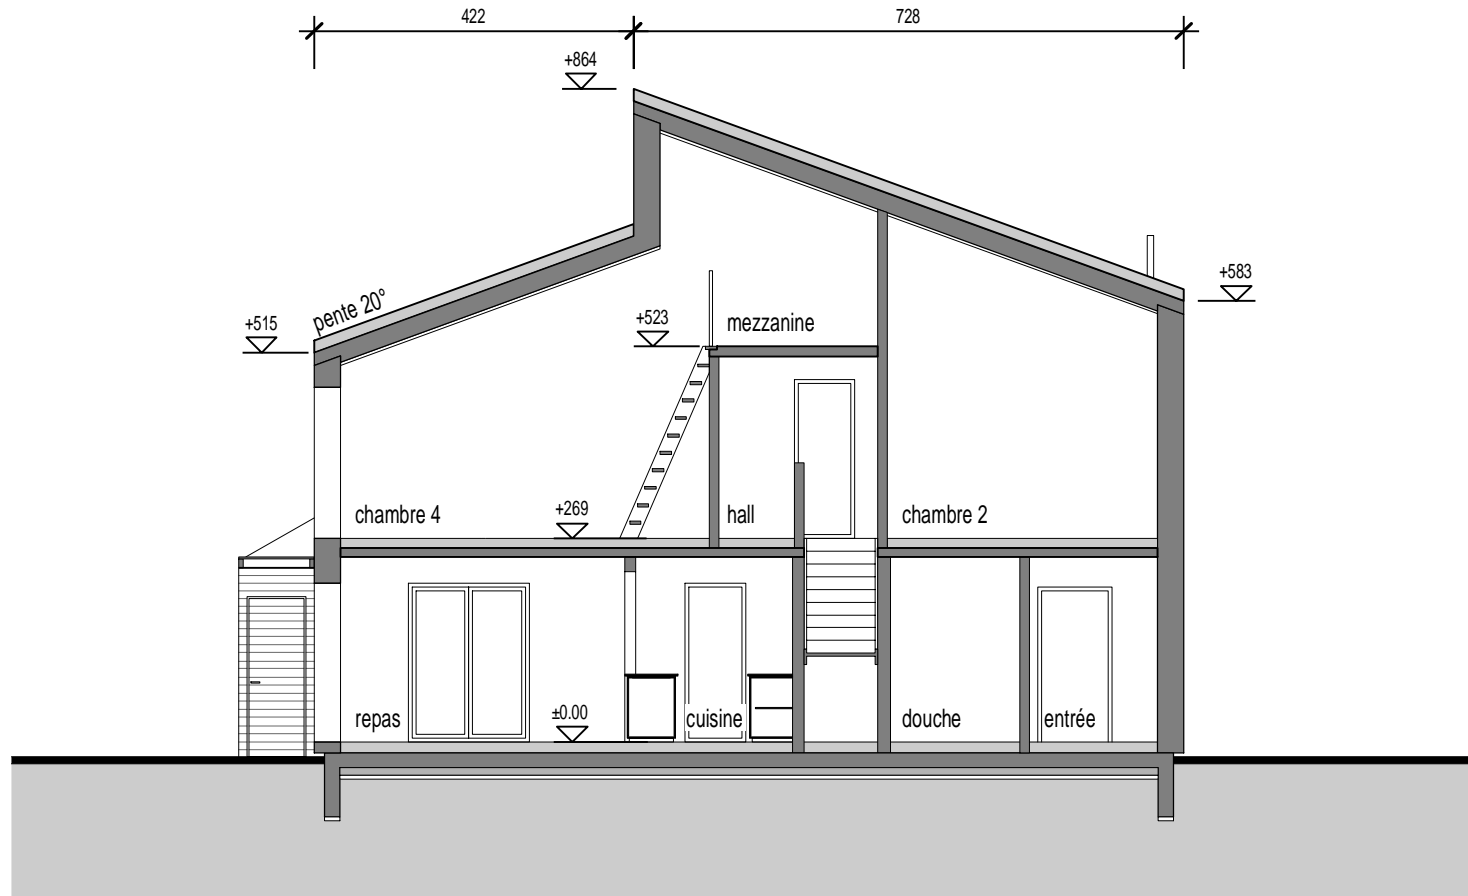 422
728
+864
+583
pente 20°
+515
+523
mezzanine
chambre 4
+269
hall
chambre 2
repas
±0.00
cuisine
douche
entrée